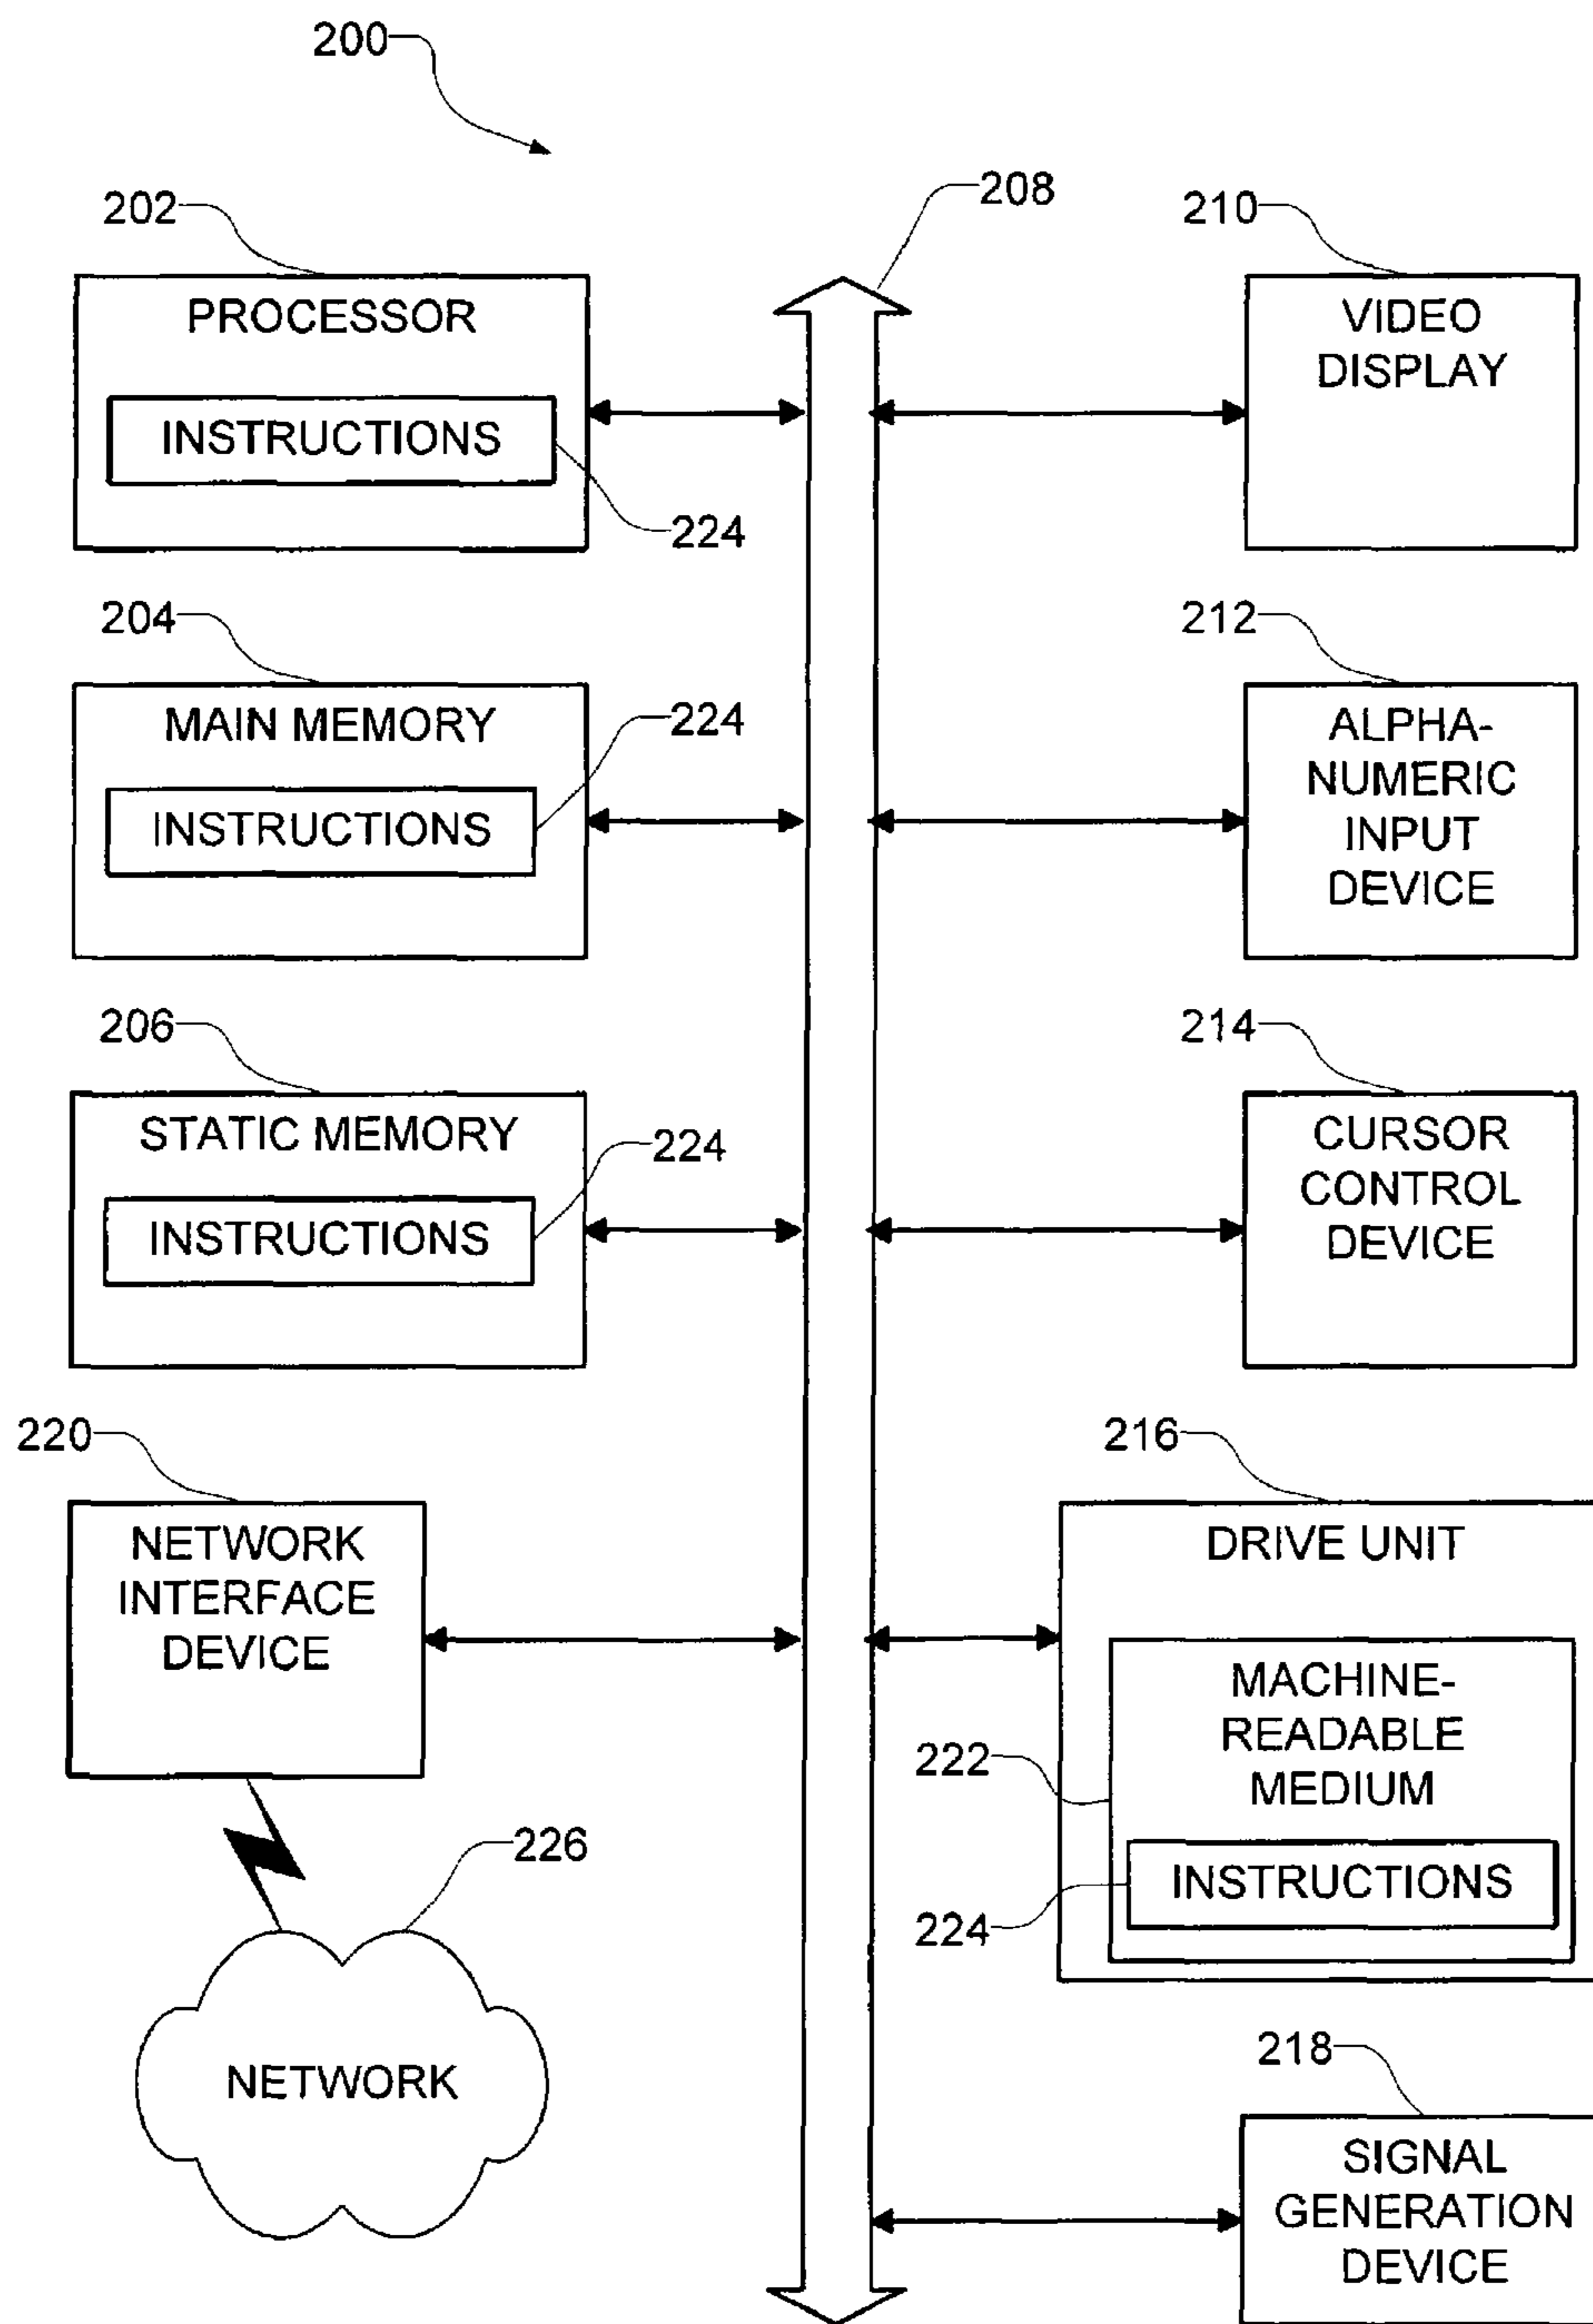 200
208
202
PROCESSOR
INSTRUCTIONS
224
210
VIDEO
DISPLAY
204
MAIN MEMORY
224
INSTRUCTIONS
212
ALPHA-
NUMERIC
INPUT
DEVICE
206
STATIC MEMORY
224
INSTRUCTIONS
214
CURSOR
CONTROL
DEVICE
220
NETWORK
INTERFACE
DEVICE
216
DRIVE UNIT
MACHINE-
READABLE
MEDIUM
222
INSTRUCTIONS
224
226
NETWORK
218
SIGNAL
GENERATION
DEVICE